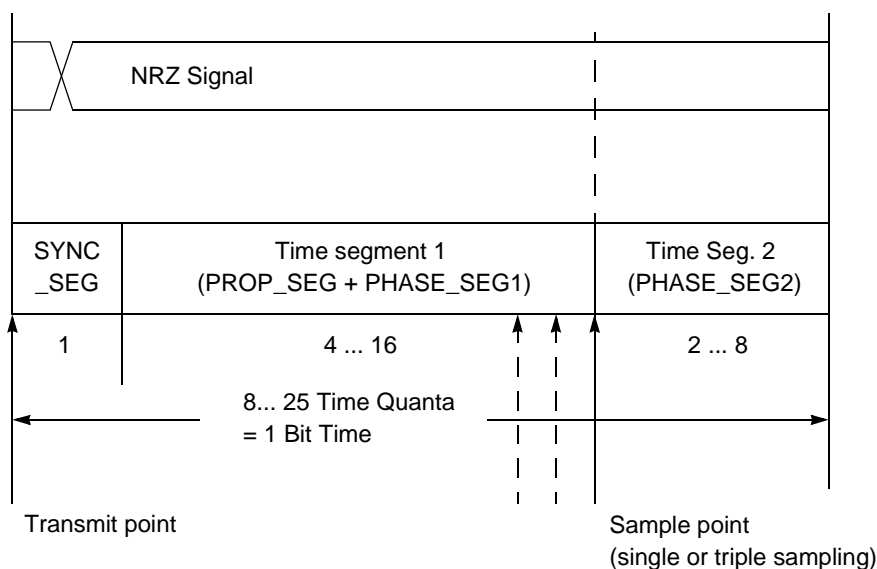 NRZ Signal
SYNC
_SEG
Time segment 1
(PROP_SEG + PHASE_SEG1)
Time Seg. 2
(PHASE_SEG2)
1
4 ... 16
2 ... 8
8... 25 Time Quanta
= 1 Bit Time
Transmit point
Sample point
(single or triple sampling)